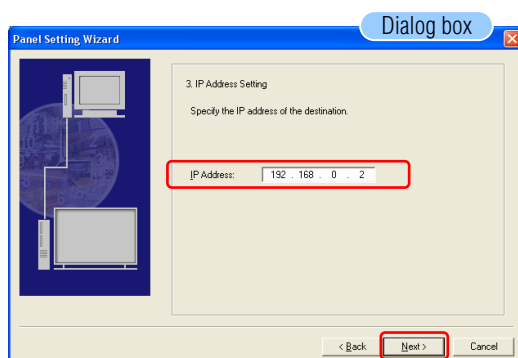 Dialog box
Panel Setting Wizard
3. IP Address Setting
Specify the IP address of the destination.
IP Address: 192 . 168 . 0 . 2
< Back Next > Cancel